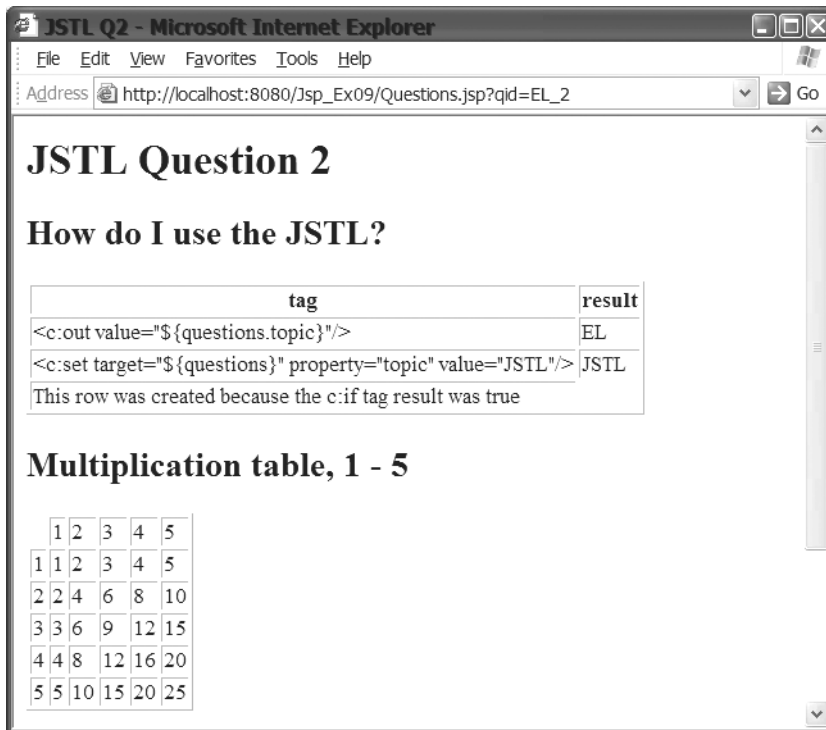 JSTL Q2 - Microsoft Internet Explorer
File Edit View Favorites Tools Help
Address http://localhost:8080/Jsp_Ex09/Questions.jsp?qid=EL_2 Go
JSTL Question 2
How do I use the JSTL?
tag result
<c:out value="${questions.topic}"/> EL
<c:set target="${questions}" property="topic" value="JSTL"/> JSTL
This row was created because the c:if tag result was true
Multiplication table, 1 - 5
1 2 3 4 5
1 1 2 3 4 5
2 2 4 6 8 10
3 3 6 9 12 15
4 4 8 12 16 20
5 5 10 15 20 25